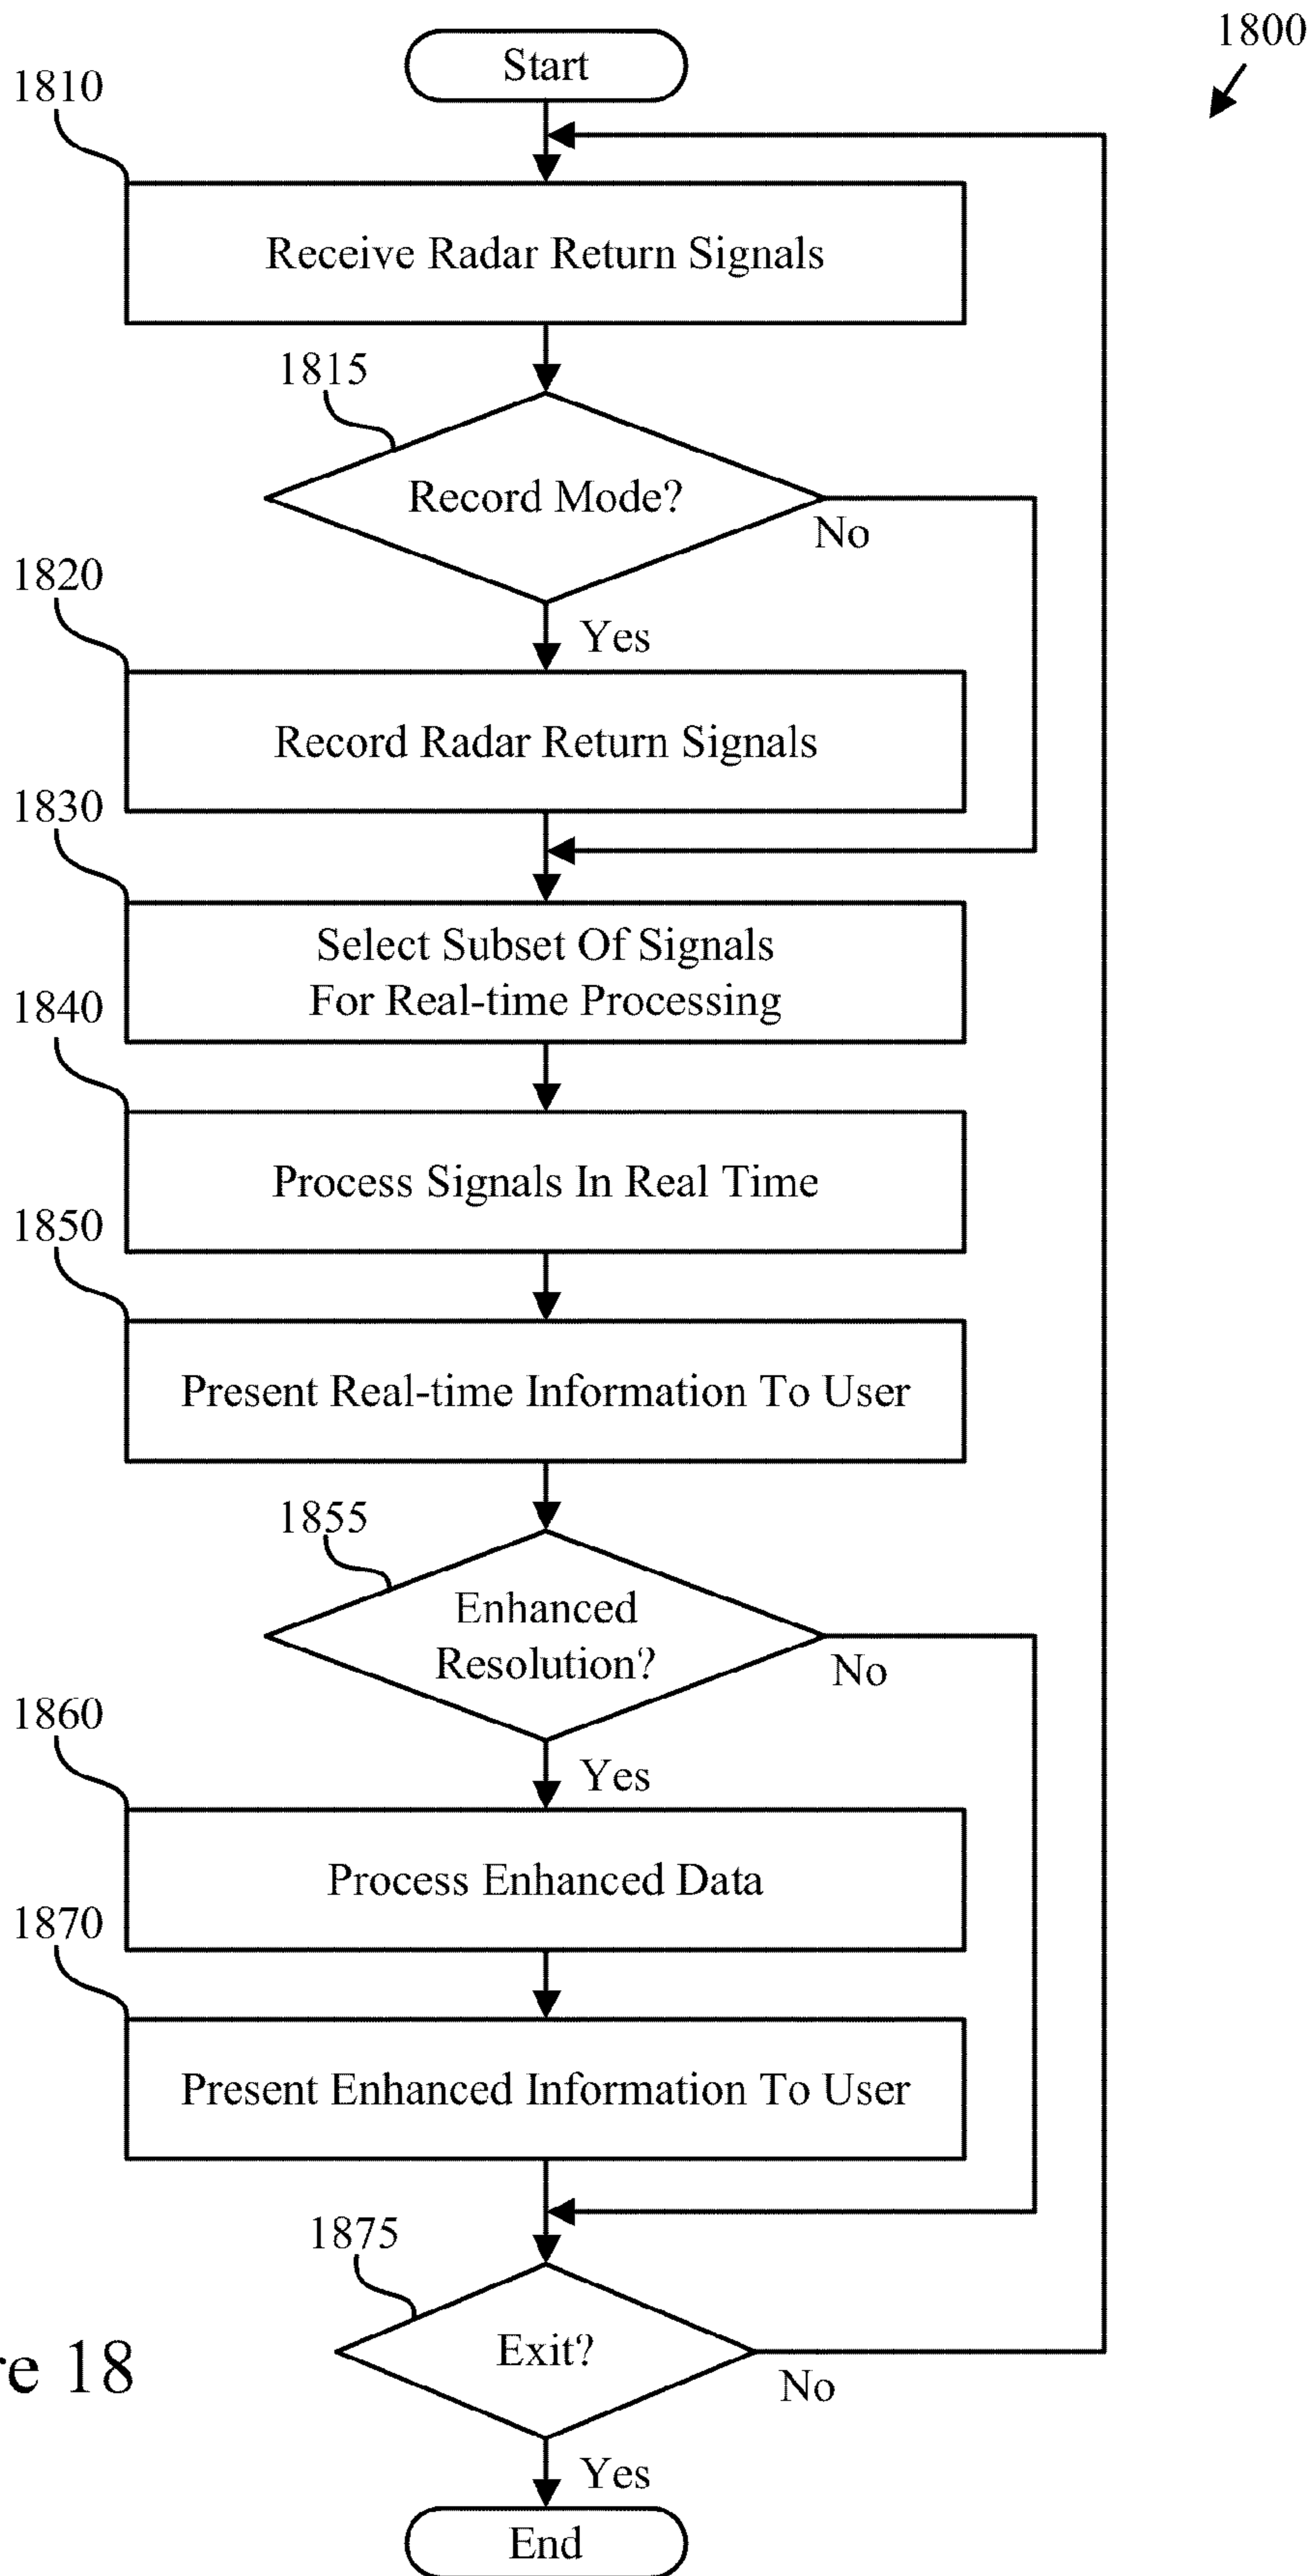 1800
Start
1810
Receive Radar Return Signals
1815
Record Mode?
No
1820
Yes
Record Radar Return Signals
1830
Select Subset Of Signals
For Real-time Processing
1840
Process Signals In Real Time
1850
Present Real-time Information To User
1855
Enhanced
Resolution?
No
1860
Yes
Process Enhanced Data
1870
Present Enhanced Information To User
1875
Exit?
No
re 18
Yes
End